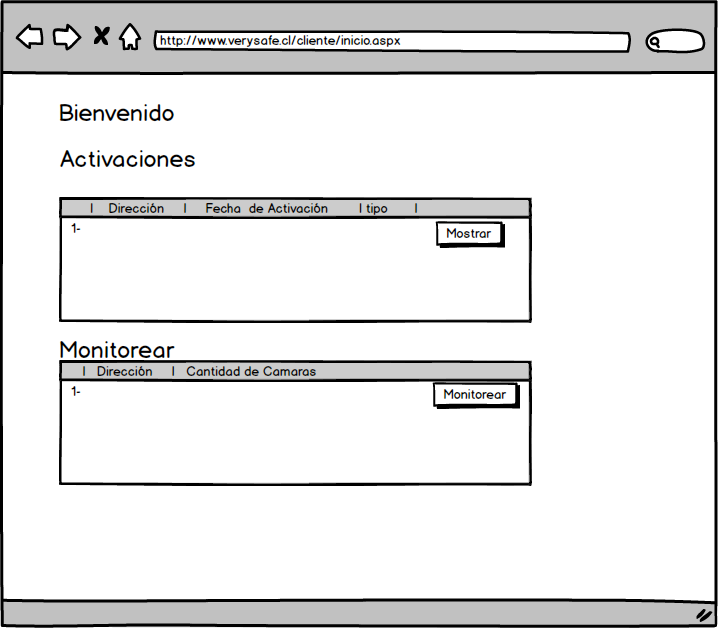 http://www.verysafe.cl/cliente/inicio.aspx
Bienvenido
Activaciones
| Dirección | Fecha de Activación | tipo |
1- Mostrar
Monitorear
| Dirección | Cantidad de Camaras
1- Monitorear